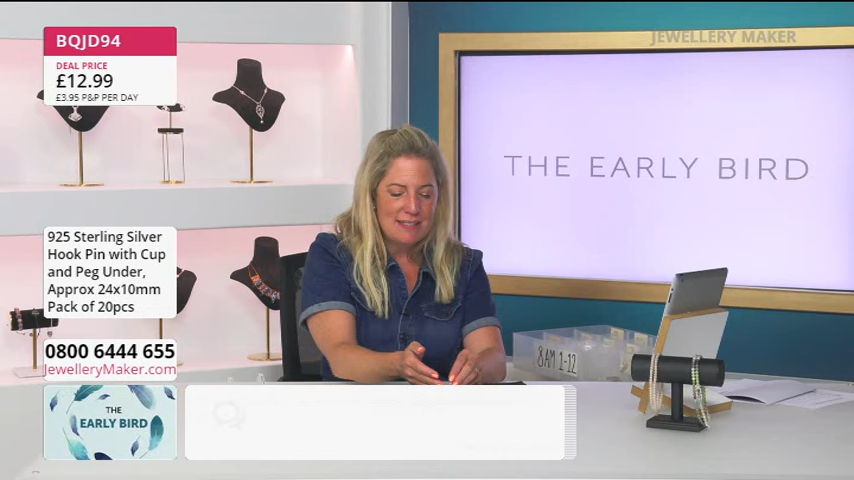 BQJD94
DEAL PRICE
£12.99
£3.95 P&P PER DAY
JEWELLERY MAKER
THE EARLY BIRD
925 Sterling Silver
Hook Pin with Cup
and Peg Under,
Approx 24x10mm
Pack of 20pcs
0800 6444 655
JewelleryMaker.com
8AM 1-12
THE
EARLY BIRD